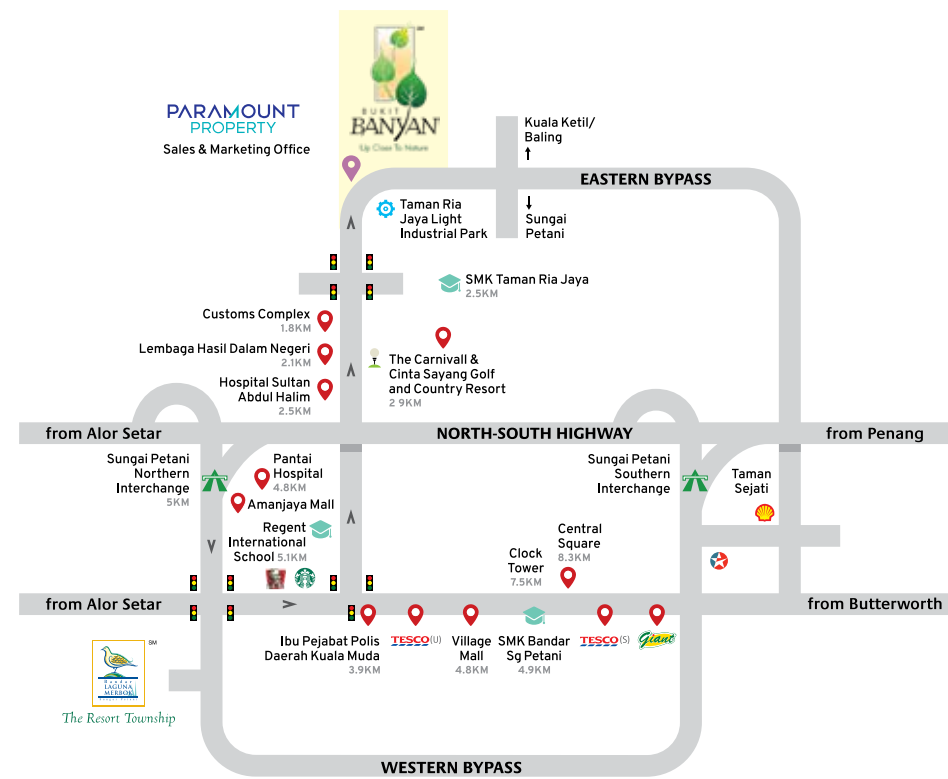 PARAMOUNT
PROPERTY
Sales & Marketing Office
BUKIT
BANYAN
Up Close To Nature
Kuala Ketil/
Baling
EASTERN BYPASS
Sungai
Petani
Taman Ria
Jaya Light
Industrial Park
SMK Taman Ria Jaya
2.5KM
Customs Complex
1.8KM
Lembaga Hasil Dalam Negeri
2.1KM
Hospital Sultan
Abdul Halim
2.5KM
The Carnivall &
Cinta Sayang Golf
and Country Resort
2 9KM
from Alor Setar
NORTH-SOUTH HIGHWAY
from Penang
Sungai Petani
Northern
Interchange
5KM
Pantai
Hospital
4.8KM
Amanjaya Mall
Regent
International
School 5.1KM
KFC
Sungai Petani
Southern
Interchange
Taman
Sejati
Central
Square
8.3KM
Clock
Tower
7.5KM
from Alor Setar
from Butterworth
Ibu Pejabat Polis
Daerah Kuala Muda
3.9KM
TESCO (U)
Village
Mall
4.8KM
SMK Bandar
Sg Petani
4.9KM
TESCO (S)
Giant
SM
Bandar
LAGUNA
MERBOK
The Resort Township
WESTERN BYPASS